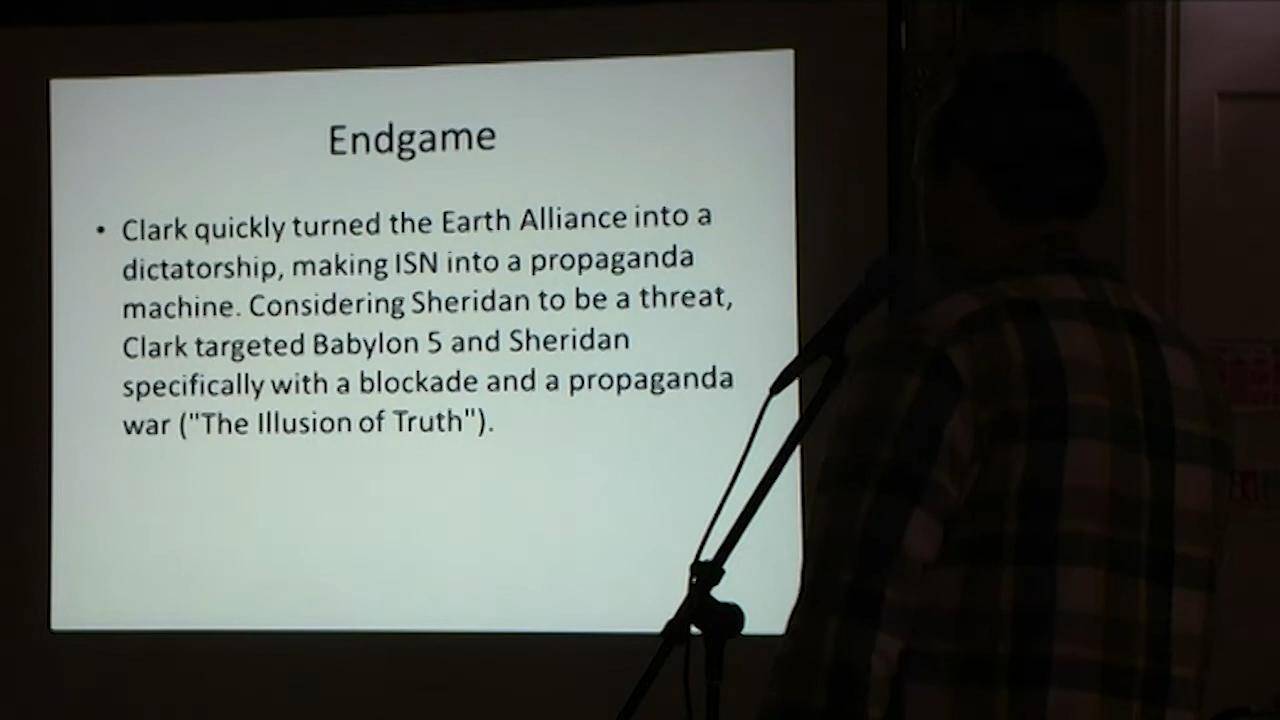 Endgame
• Clark quickly turned the Earth Alliance into a
dictatorship, making ISN into a propaganda
machine. Considering Sheridan to be a threat,
Clark targeted Babylon 5 and Sheridan
specifically with a blockade and a propaganda
war ("The Illusion of Truth").